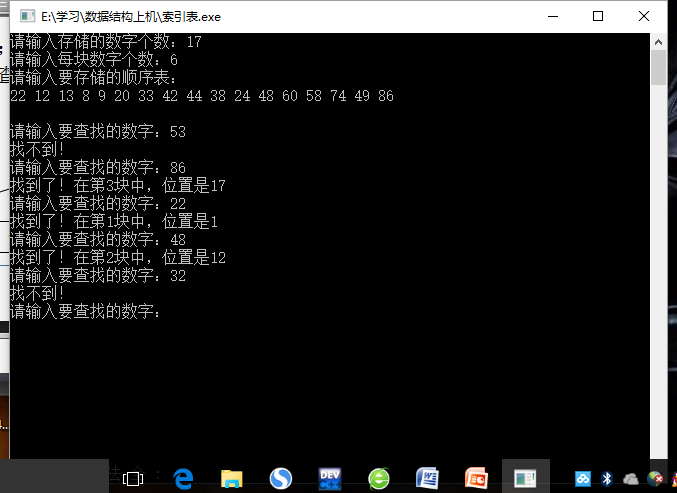 E:\学习\数据结构上机\索引表.exe
请输入存储的数字个数：17
请输入每块数字个数：6
请输入要存储的顺序表：
22 12 13 8 9 20 33 42 44 38 24 48 60 58 74 49 86
请输入要查找的数字：53
找不到！
请输入要查找的数字：86
找到了！在第3块中，位置是17
请输入要查找的数字：22
找到了！在第1块中，位置是1
请输入要查找的数字：48
找到了！在第2块中，位置是12
请输入要查找的数字：32
找不到！
请输入要查找的数字：
DEV